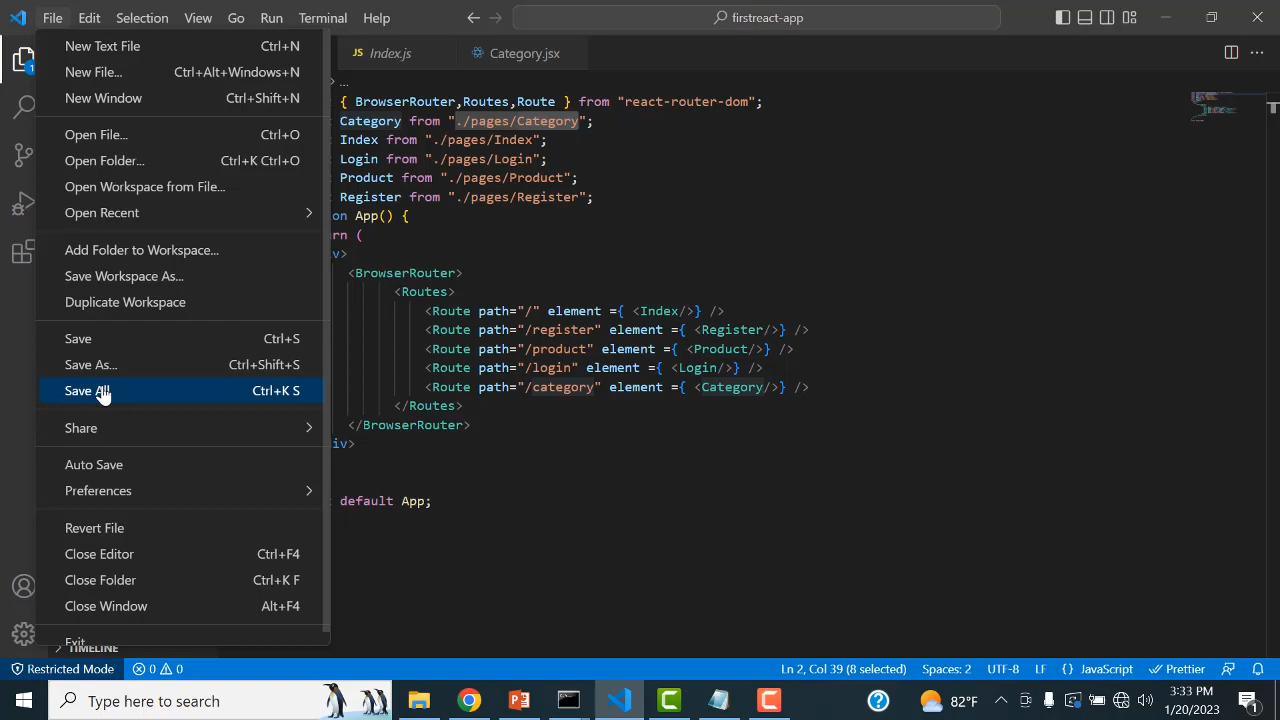 File Edit Selection View Go Run Terminal Help
firstreact-app
New Text File Ctrl+N
New File... Ctrl+Alt+Windows+N
New Window Ctrl+Shift+N
Open File... Ctrl+O
Open Folder... Ctrl+K Ctrl+O
Open Workspace from File...
Open Recent
Add Folder to Workspace...
Save Workspace As...
Duplicate Workspace
Save Ctrl+S
Save As... Ctrl+Shift+S
Save All Ctrl+K S
Share
Auto Save
Preferences
Revert File
Close Editor Ctrl+F4
Close Folder Ctrl+K F
Close Window Alt+F4
Exit
TIMELINE
1
JS Index.js Category.jsx
...
{ BrowserRouter,Routes,Route } from "react-router-dom";
Category from "./pages/Category";
Index from "./pages/Index";
Login from "./pages/Login";
Product from "./pages/Product";
Register from "./pages/Register";
on App() {
rn (
iv>
<BrowserRouter>
<Routes>
<Route path="/" element ={ <Index/>} />
<Route path="/register" element ={ <Register/>} />
<Route path="/product" element ={ <Product/>} />
<Route path="/login" element ={ <Login/>} />
<Route path="/category" element ={ <Category/>} />
</Routes>
</BrowserRouter>
iv>
default App;
Restricted Mode 0 0 Ln 2, Col 39 (8 selected) Spaces: 2 UTF-8 LF {} JavaScript Prettier
Type here to search
82°F
3:33 PM
1/20/2023
1